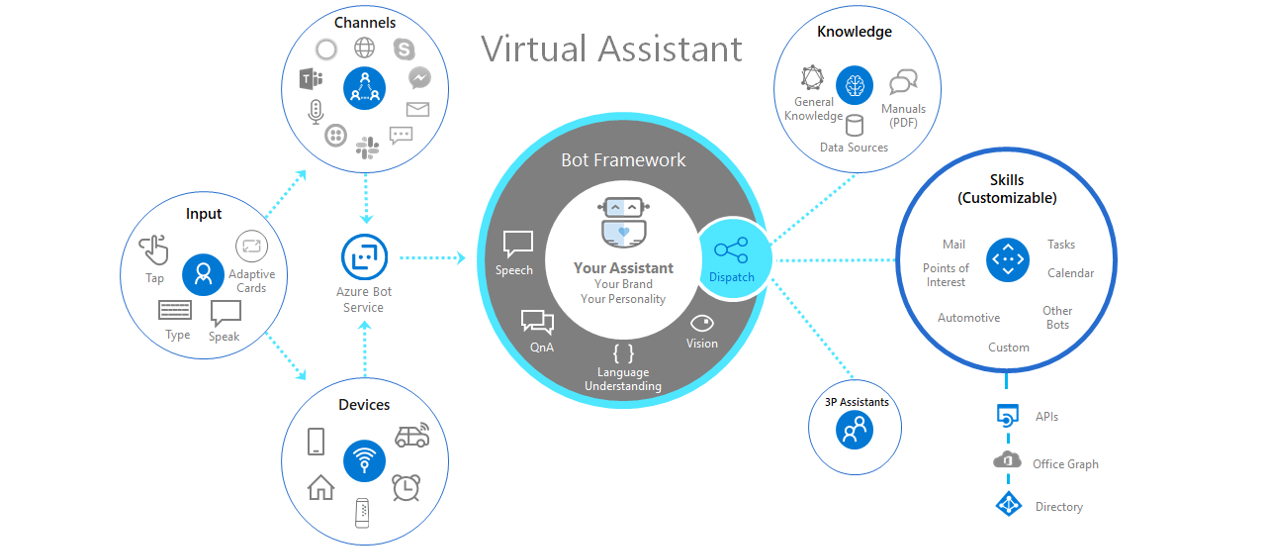 Virtual Assistant
Channels
Input
Tap
Adaptive
Cards
Type
Speak
Devices
Azure Bot
Service
Bot Framework
Your Assistant
Your Brand
Your Personality
Speech
QnA
Language
Understanding
Vision
Dispatch
Knowledge
General
Knowledge
Manuals
(PDF)
Data Sources
Skills
(Customizable)
Mail
Tasks
Points of
Interest
Calendar
Automotive
Other
Bots
Custom
3P Assistants
APIs
Office Graph
Directory